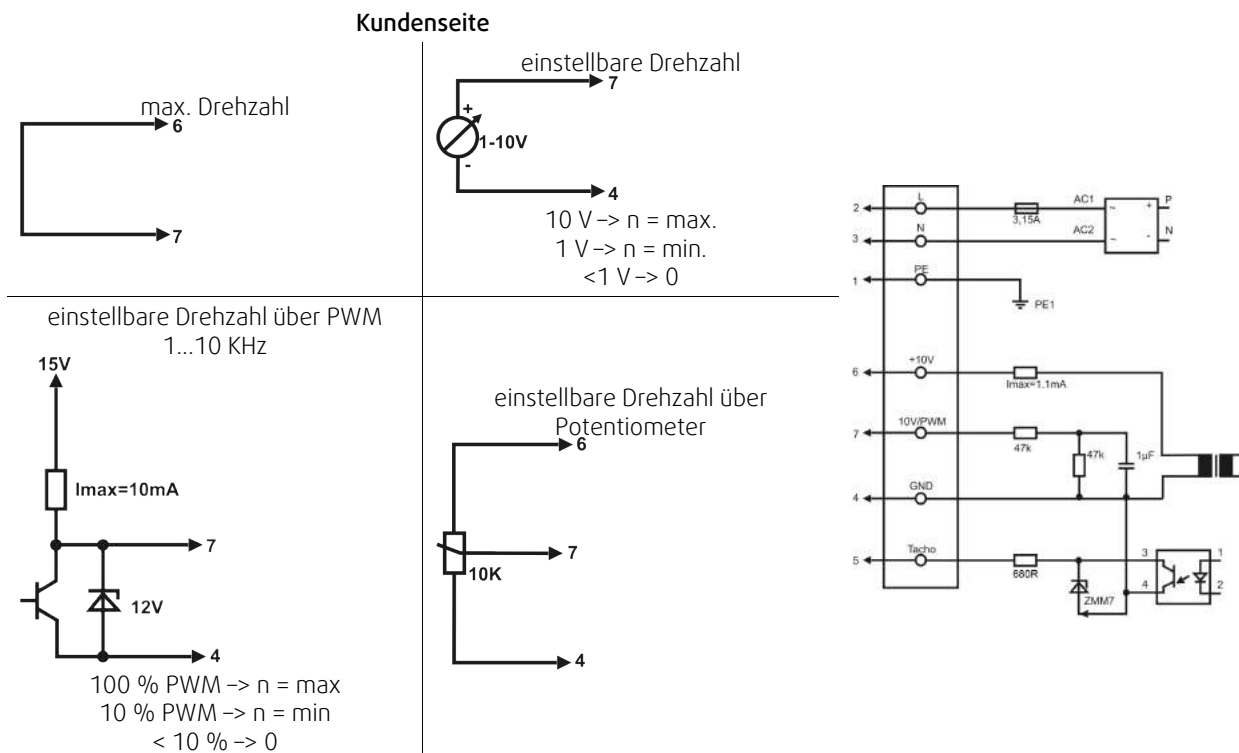 Kundenseite
max. Drehzahl
6
7
einstellbare Drehzahl
7
+
1-10V
-
4
10 V –> n = max.
1 V –> n = min.
<1 V –> 0
einstellbare Drehzahl über PWM
1...10 KHz
15V
Imax=10mA
7
12V
4
100 % PWM –> n = max
10 % PWM –> n = min
< 10 % –> 0
einstellbare Drehzahl über
Potentiometer
6
7
10K
4
2 L 3,15A AC1 ~ + P
3 N AC2 ~ - N
1 PE PE1
6 +10V Imax=1.1mA
7 10V/PWM 47k 47k 1µF
4 GND
5 Tacho 680R ZMM7 3 4 1 2